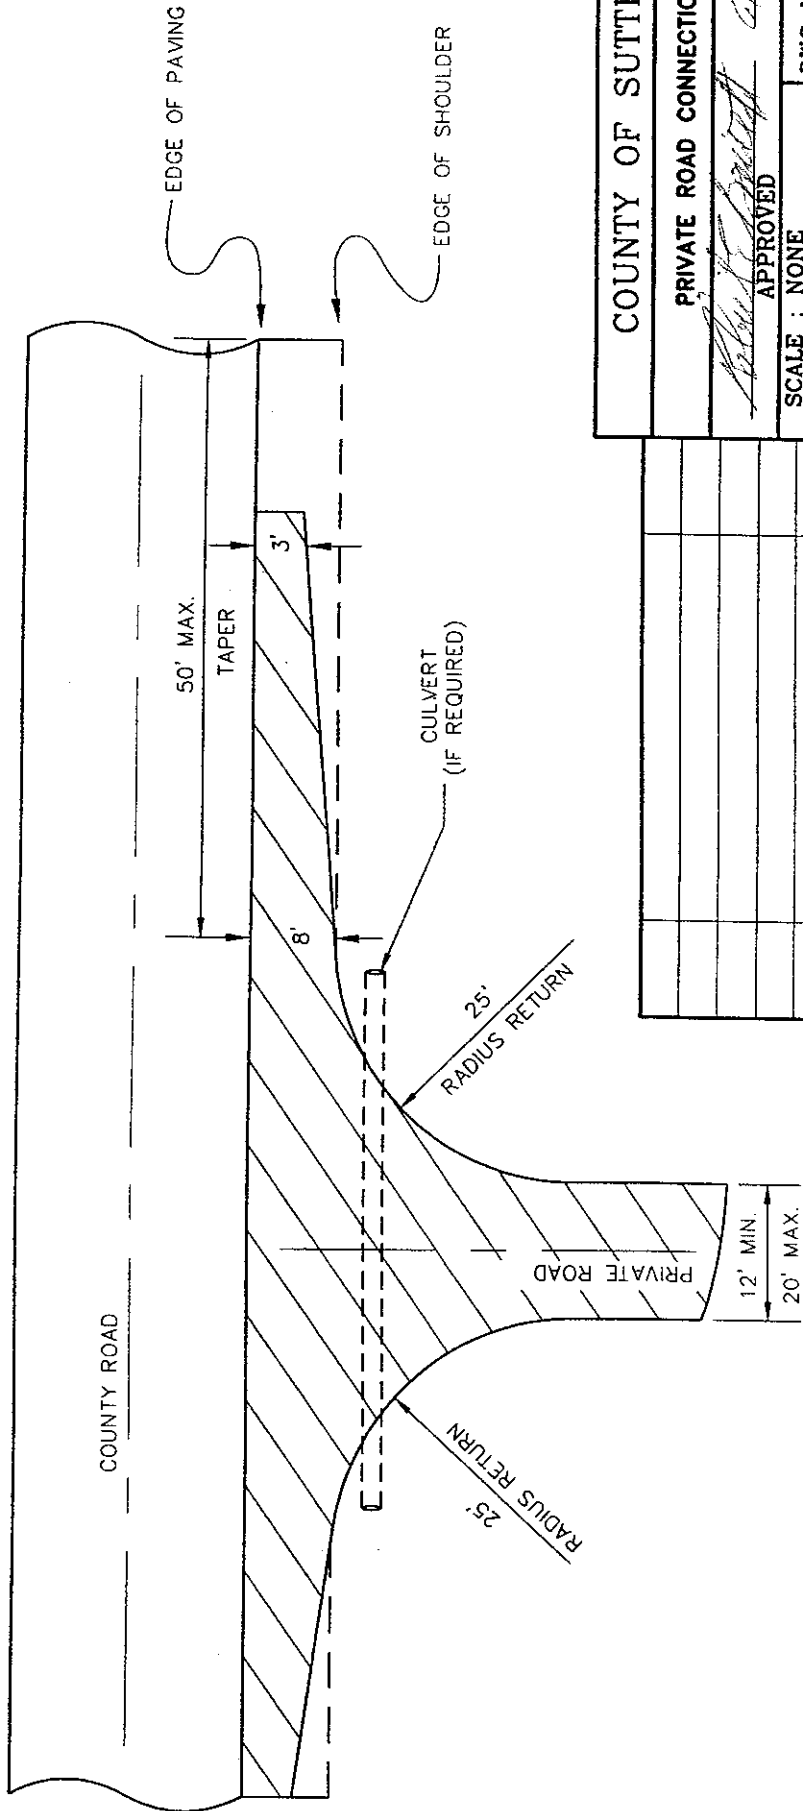 EDGE OF PAVING
EDGE OF SHOULDER
COUNTY ROAD
50' MAX.
TAPER
3'
8'
CULVERT
(IF REQUIRED)
25'
RADIUS RETURN
25'
RADIUS RETURN
PRIVATE ROAD
12' MIN.
20' MAX.
COUNTY OF SUTT
PRIVATE ROAD CONNECTIO
APPROVED
SCALE : NONE